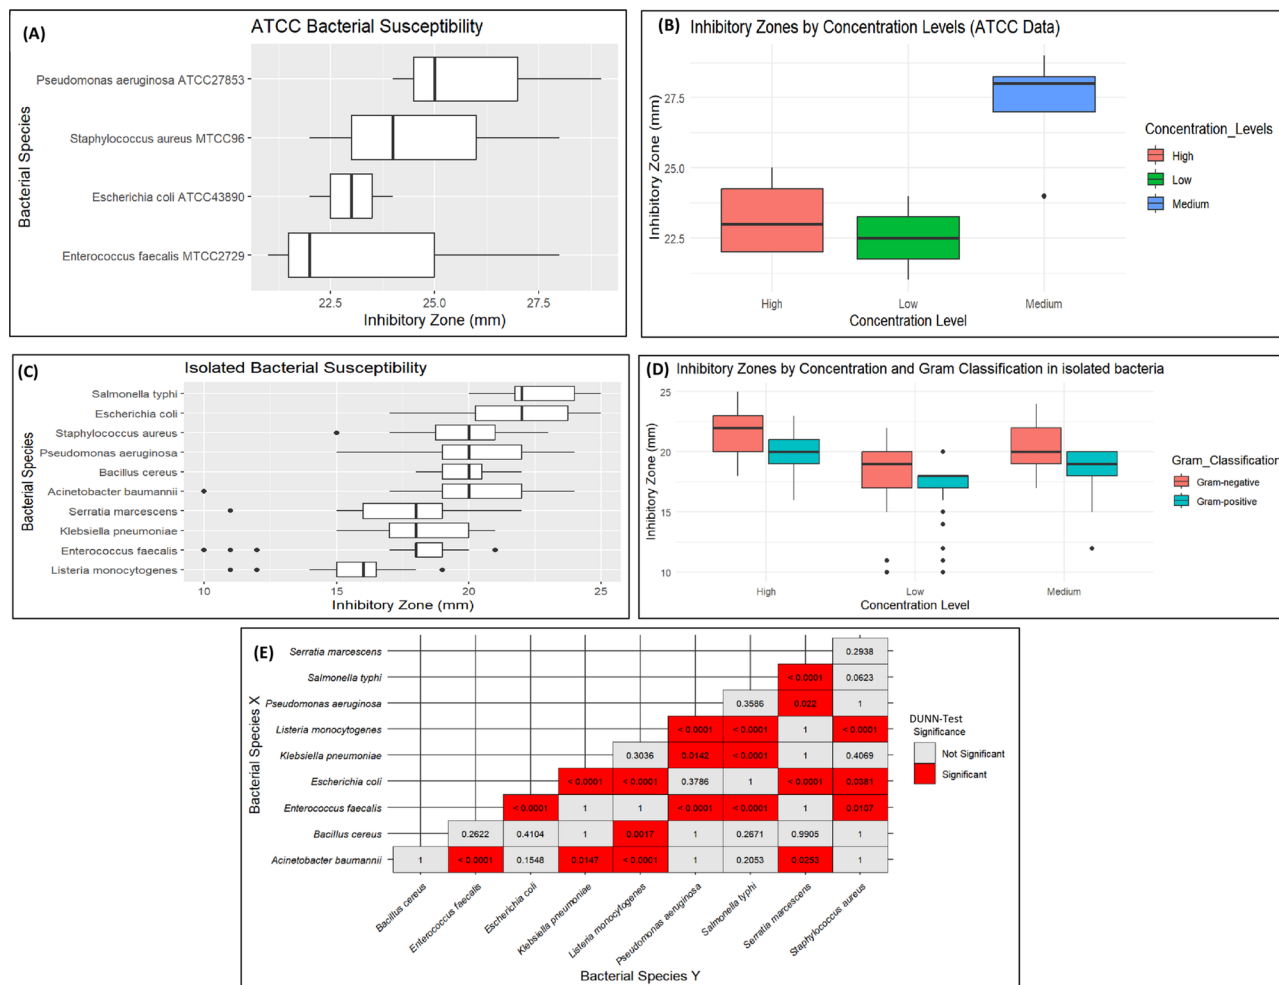 (A)
ATCC Bacterial Susceptibility
Bacterial Species
Pseudomonas aeruginosa ATCC27853
Staphylococcus aureus MTCC96
Escherichia coli ATCC43890
Enterococcus faecalis MTCC2729
22.5 25.0 27.5
Inhibitory Zone (mm)
(B)
Inhibitory Zones by Concentration Levels (ATCC Data)
Inhibitory Zone (mm)
27.5
25.0
22.5
High Low Medium
Concentration Level
Concentration_Levels
High
Low
Medium
(C)
Isolated Bacterial Susceptibility
Bacterial Species
Salmonella typhi
Escherichia coli
Staphylococcus aureus
Pseudomonas aeruginosa
Bacillus cereus
Acinetobacter baumannii
Serratia marcescens
Klebsiella pneumoniae
Enterococcus faecalis
Listeria monocytogenes
10 15 20 25
Inhibitory Zone (mm)
(D)
Inhibitory Zones by Concentration and Gram Classification in isolated bacteria
Inhibitory Zone (mm)
25
20
15
10
High Low Medium
Concentration Level
Gram_Classification
Gram-negative
Gram-positive
(E)
Bacterial Species X
Serratia marcescens 0.2938
Salmonella typhi < 0.0001 0.0623
Pseudomonas aeruginosa 0.3586 0.022 1
Listeria monocytogenes < 0.0001 < 0.0001 1 < 0.0001
Klebsiella pneumoniae 0.3036 0.0142 < 0.0001 1 0.4069
Escherichia coli < 0.0001 < 0.0001 0.3786 1 < 0.0001 0.0381
Enterococcus faecalis < 0.0001 1 1 < 0.0001 < 0.0001 1 0.0107
Bacillus cereus 0.2622 0.4104 1 0.0017 1 0.2671 0.9905 1
Acinetobacter baumannii 1 < 0.0001 0.1548 0.0147 < 0.0001 1 0.2053 0.0253 1
Bacillus cereus
Enterococcus faecalis
Escherichia coli
Klebsiella pneumoniae
Listeria monocytogenes
Pseudomonas aeruginosa
Salmonella typhi
Serratia marcescens
Staphylococcus aureus
Bacterial Species Y
DUNN-Test
Significance
Not Significant
Significant